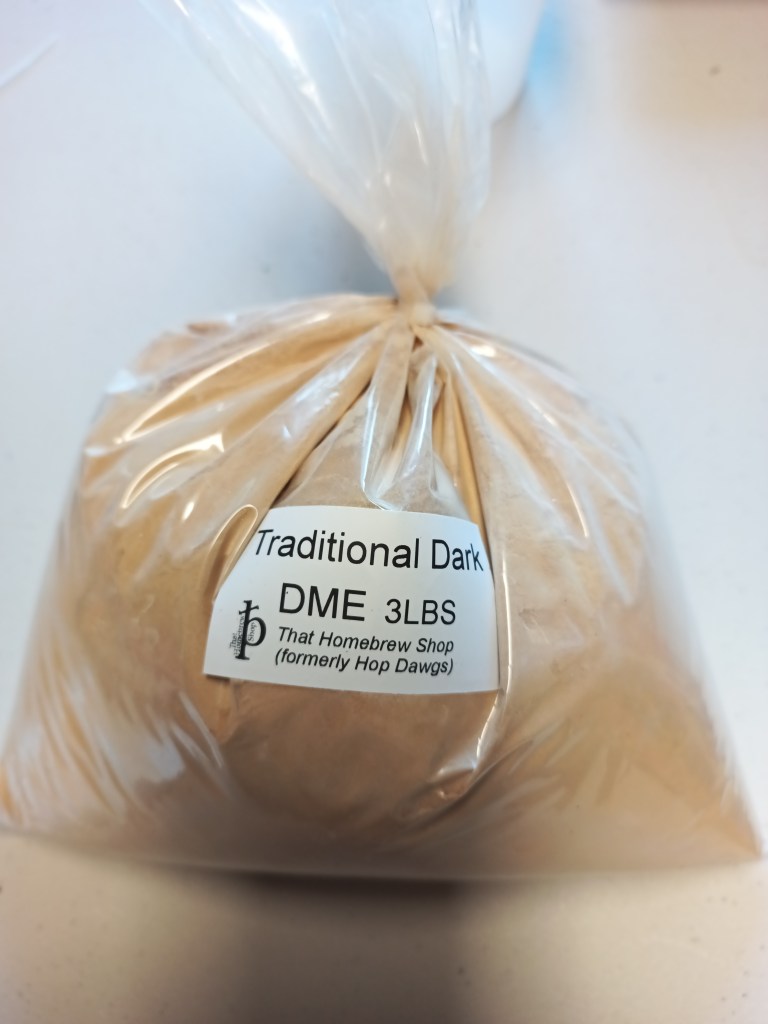 Traditional Dark
DME 3LBS
That Homebrew Shop
(formerly Hop Dawgs)